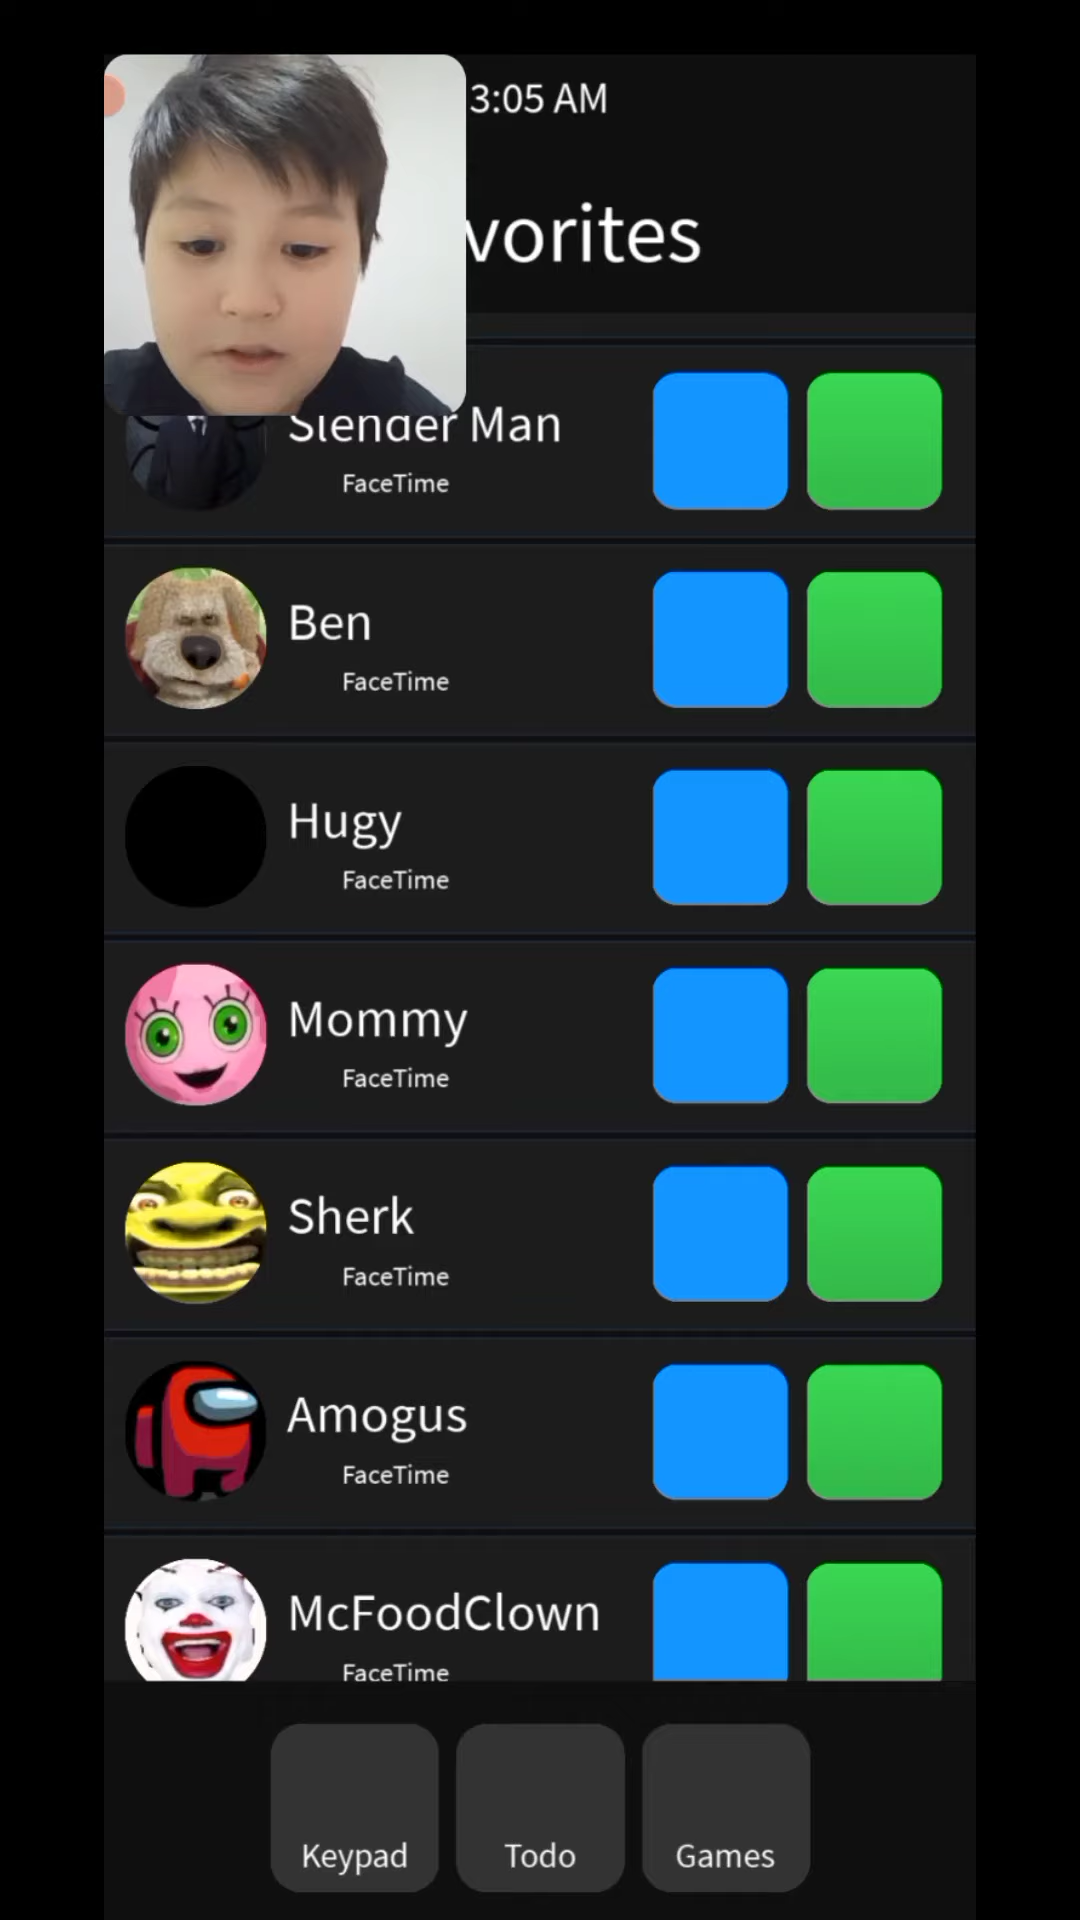 3:05 AM
vorites
Slender Man
FaceTime
Ben
FaceTime
Hugy
FaceTime
Mommy
FaceTime
Sherk
FaceTime
Amogus
FaceTime
McFoodClown
FaceTime
Keypad
Todo
Games